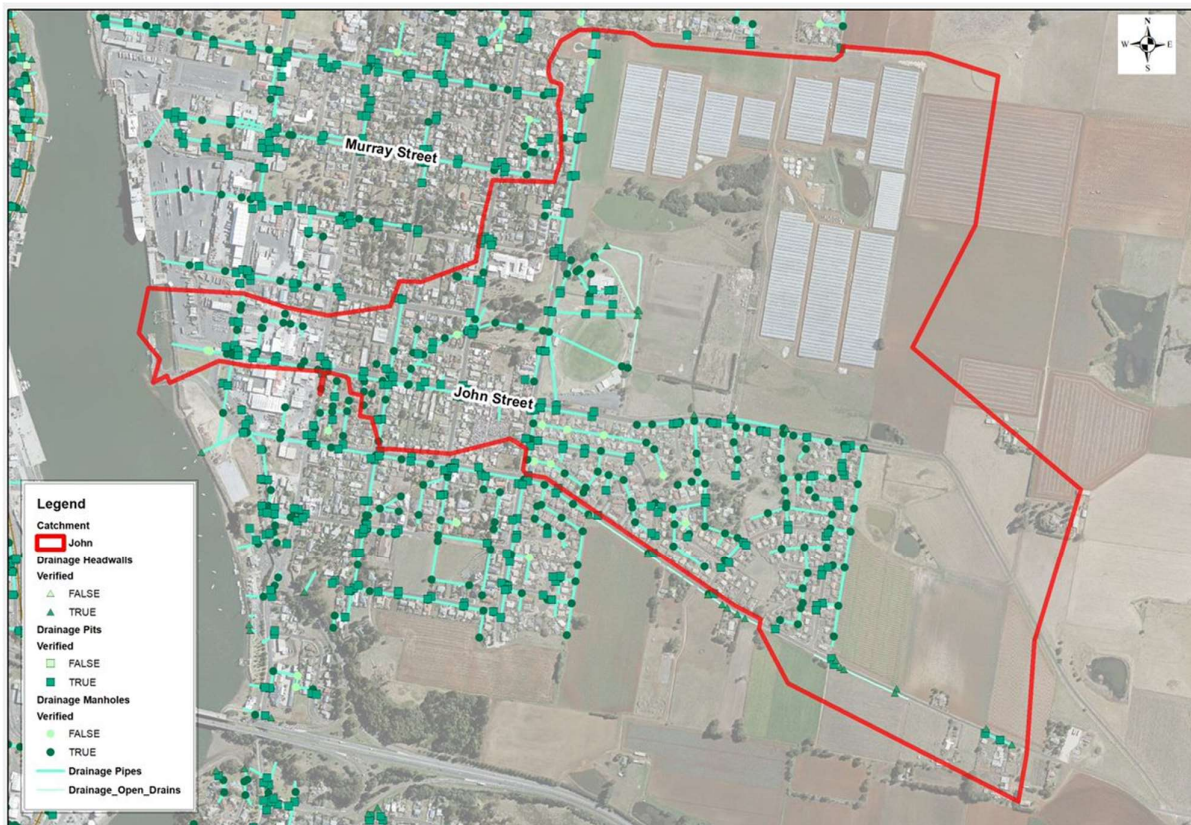 N
W E
S
Murray Street
John Street
Legend
Catchment
John
Drainage Headwalls
Verified
FALSE
TRUE
Drainage Pits
Verified
FALSE
TRUE
Drainage Manholes
Verified
FALSE
TRUE
Drainage Pipes
Drainage_Open_Drains